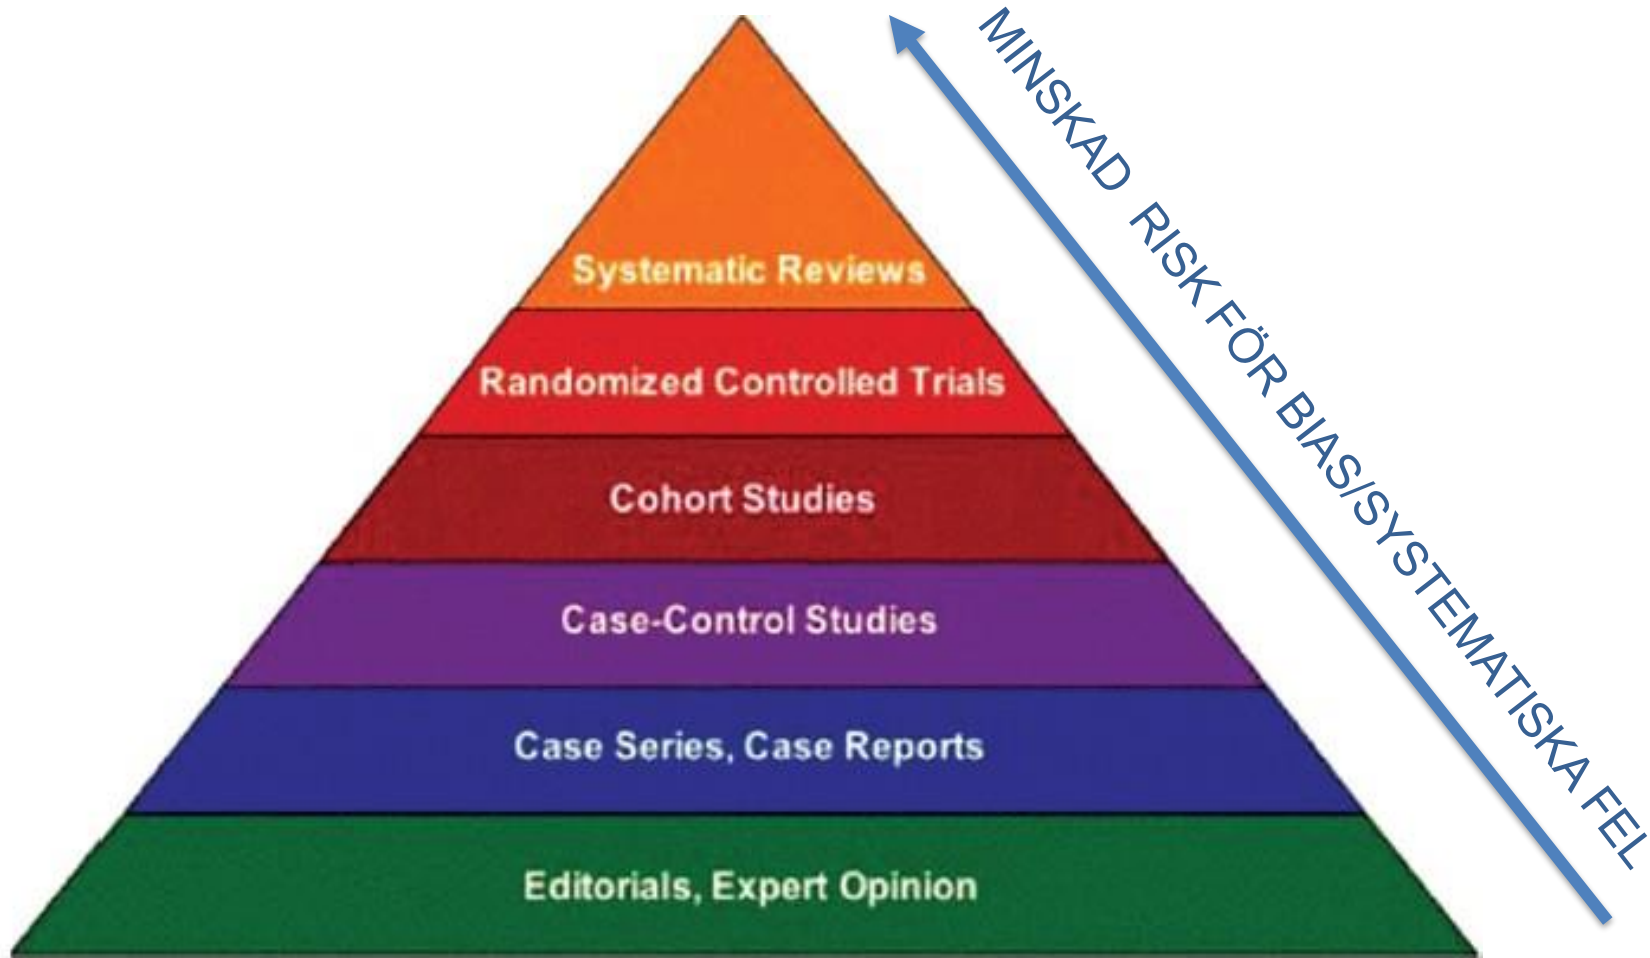 MINSKAD RISK FÖR BIAS/SYSTEMATISKA FEL
Systematic Reviews
Randomized Controlled Trials
Cohort Studies
Case-Control Studies
Case Series, Case Reports
Editorials, Expert Opinion